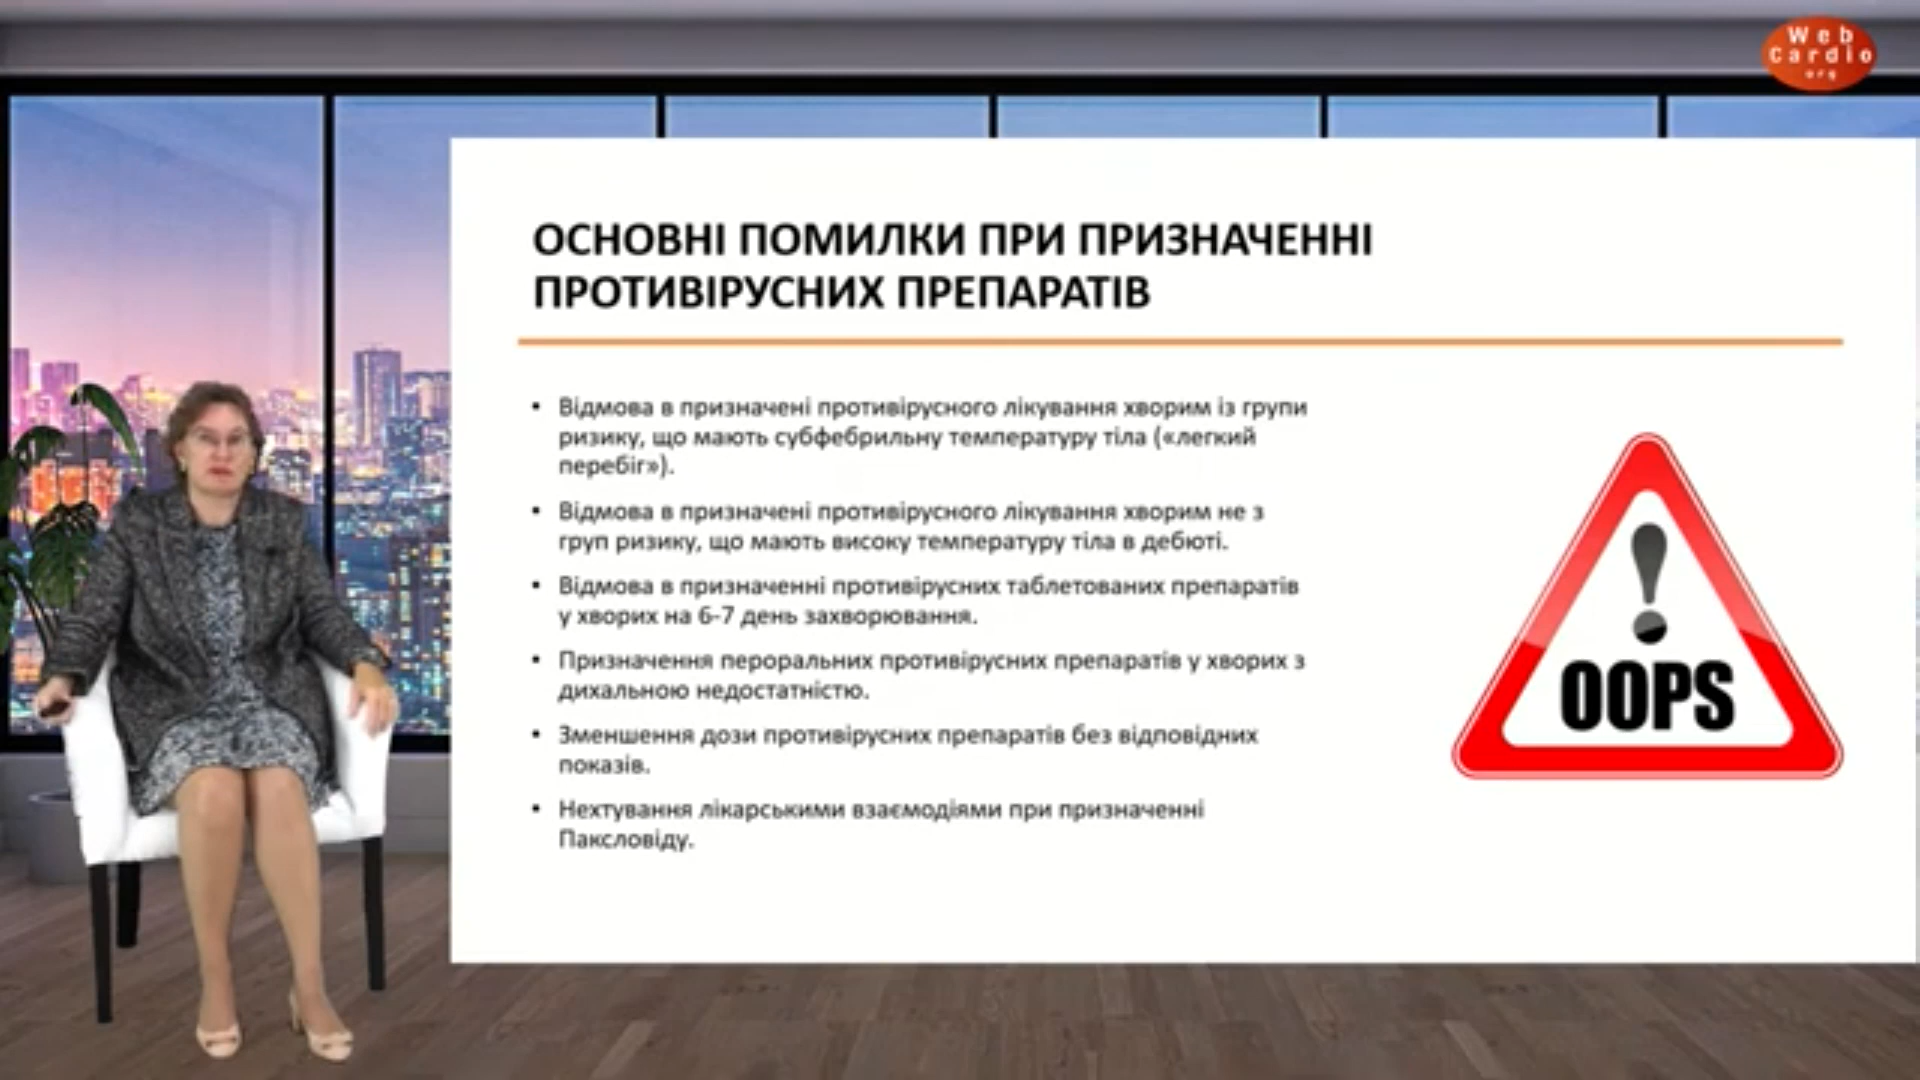 Web
Cardio
org
ОСНОВНІ ПОМИЛКИ ПРИ ПРИЗНАЧЕННІ
ПРОТИВІРУСНИХ ПРЕПАРАТІВ
• Відмова в призначені противірусного лікування хворим із групи
ризику, що мають субфебрильну температуру тіла («легкий
перебіг»).
• Відмова в призначені противірусного лікування хворим не з
груп ризику, що мають високу температуру тіла в дебюті.
• Відмова в призначенні противірусних таблетованих препаратів
у хворих на 6-7 день захворювання.
• Призначення пероральних противірусних препаратів у хворих з
дихальною недостатністю.
• Зменшення дози противірусних препаратів без відповідних
показів.
• Нехтування лікарськими взаємодіями при призначенні
Паксловіду.
!
OOPS